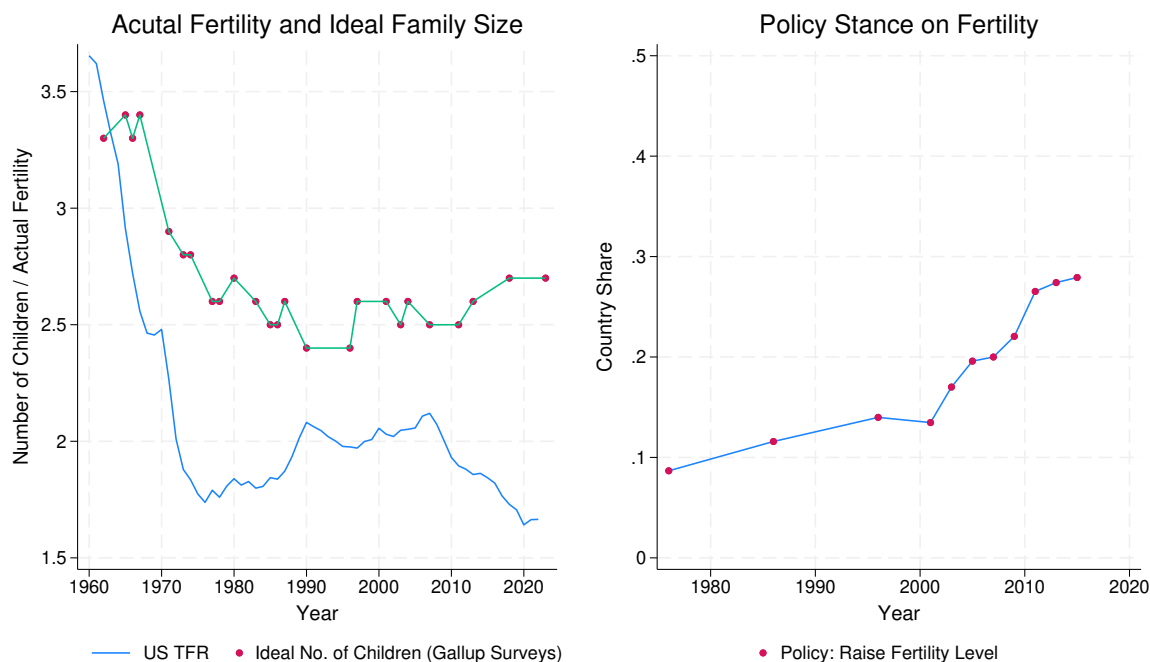 Acutal Fertility and Ideal Family Size
Number of Children / Actual Fertility
3.5
3
2.5
2
1.5
1960 1970 1980 1990 2000 2010 2020
Year
US TFR Ideal No. of Children (Gallup Surveys)
Policy Stance on Fertility
Country Share
.5
.4
.3
.2
.1
0
1980 1990 2000 2010 2020
Year
Policy: Raise Fertility Level